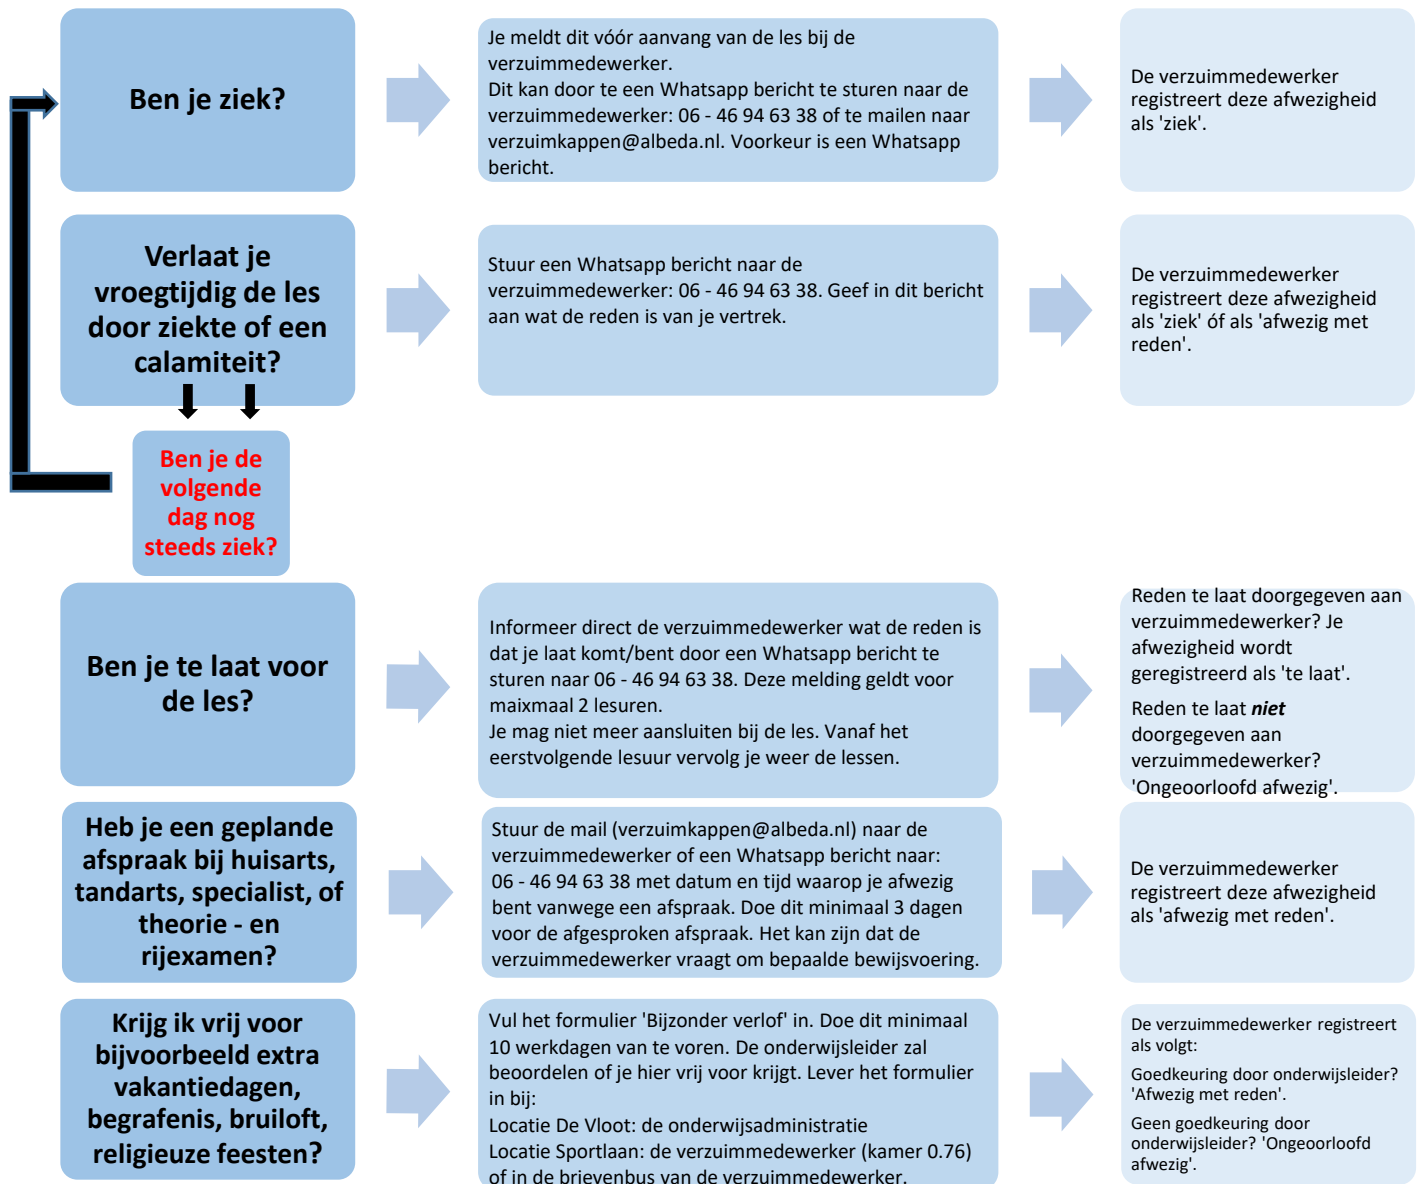 Ben je ziek?
Je meldt dit vóór aanvang van de les bij de
verzuimmedewerker.
Dit kan door te een Whatsapp bericht te sturen naar de
verzuimmedewerker: 06 - 46 94 63 38 of te mailen naar
verzuimkappen@albeda.nl. Voorkeur is een Whatsapp
bericht.
De verzuimmedewerker
registreert deze afwezigheid
als 'ziek'.
Verlaat je
vroegtijdig de les
door ziekte of een
calamiteit?
Stuur een Whatsapp bericht naar de
verzuimmedewerker: 06 - 46 94 63 38. Geef in dit bericht
aan wat de reden is van je vertrek.
De verzuimmedewerker
registreert deze afwezigheid
als 'ziek' óf als 'afwezig met
reden'.
Ben je de
volgende
dag nog
steeds ziek?
Ben je te laat voor
de les?
Informeer direct de verzuimmedewerker wat de reden is
dat je laat komt/bent door een Whatsapp bericht te
sturen naar 06 - 46 94 63 38. Deze melding geldt voor
maixmaal 2 lesuren.
Je mag niet meer aansluiten bij de les. Vanaf het
eerstvolgende lesuur vervolg je weer de lessen.
Reden te laat doorgegeven aan
verzuimmedewerker? Je
afwezigheid wordt
geregistreerd als 'te laat'.
Reden te laat niet
doorgegeven aan
verzuimmedewerker?
'Ongeoorloofd afwezig'.
Heb je een geplande
afspraak bij huisarts,
tandarts, specialist, of
theorie - en
rijexamen?
Stuur de mail (verzuimkappen@albeda.nl) naar de
verzuimmedewerker of een Whatsapp bericht naar:
06 - 46 94 63 38 met datum en tijd waarop je afwezig
bent vanwege een afspraak. Doe dit minimaal 3 dagen
voor de afgesproken afspraak. Het kan zijn dat de
verzuimmedewerker vraagt om bepaalde bewijsvoering.
De verzuimmedewerker
registreert deze afwezigheid
als 'afwezig met reden'.
Krijg ik vrij voor
bijvoorbeeld extra
vakantiedagen,
begrafenis, bruiloft,
religieuze feesten?
Vul het formulier 'Bijzonder verlof' in. Doe dit minimaal
10 werkdagen van te voren. De onderwijsleider zal
beoordelen of je hier vrij voor krijgt. Lever het formulier
in bij:
Locatie De Vloot: de onderwijsadministratie
Locatie Sportlaan: de verzuimmedewerker (kamer 0.76)
of in de brievenbus van de verzuimmedewerker.
De verzuimmedewerker registreert
als volgt:
Goedkeuring door onderwijsleider?
'Afwezig met reden'.
Geen goedkeuring door
onderwijsleider? 'Ongeoorloofd
afwezig'.